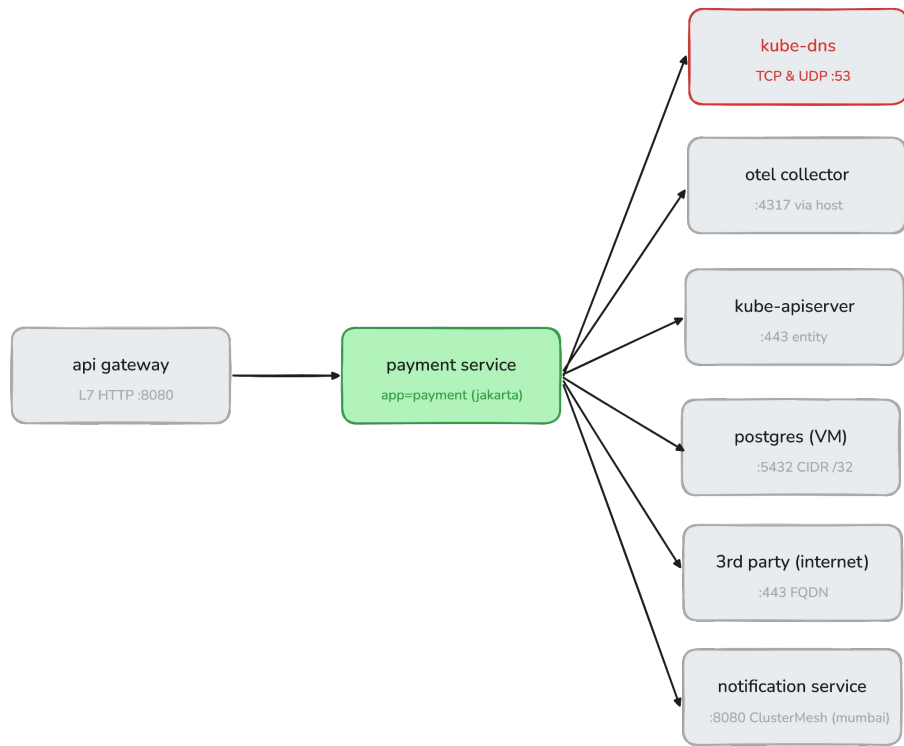 kube-dns
TCP & UDP :53
otel collector
:4317 via host
kube-apiserver
:443 entity
api gateway
L7 HTTP :8080
payment service
app=payment (jakarta)
postgres (VM)
:5432 CIDR /32
3rd party (internet)
:443 FQDN
notification service
:8080 ClusterMesh (mumbai)